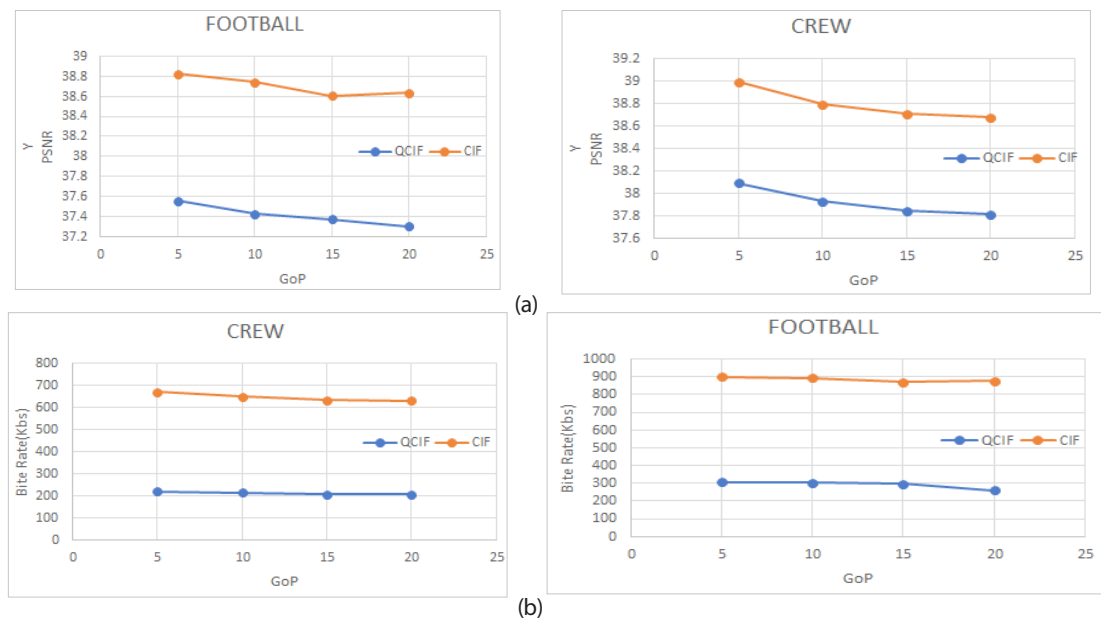 FOOTBALL
39
38.8
38.6
38.4
38.2
38
37.8
37.6
37.4
37.2
Y
PSNR
QCIF CIF
0 5 10 15 20 25
GoP
CREW
39.2
39
38.8
38.6
38.4
38.2
38
37.8
37.6
Y
PSNR
QCIF CIF
0 5 10 15 20 25
GoP
(a)
CREW
800
700
600
500
400
300
200
100
0
Bite Rate(Kbs)
QCIF CIF
0 5 10 15 20 25
GoP
FOOTBALL
1000
900
800
700
600
500
400
300
200
100
0
Bite Rate(Kbs)
QCIF CIF
0 5 10 15 20 25
GoP
(b)